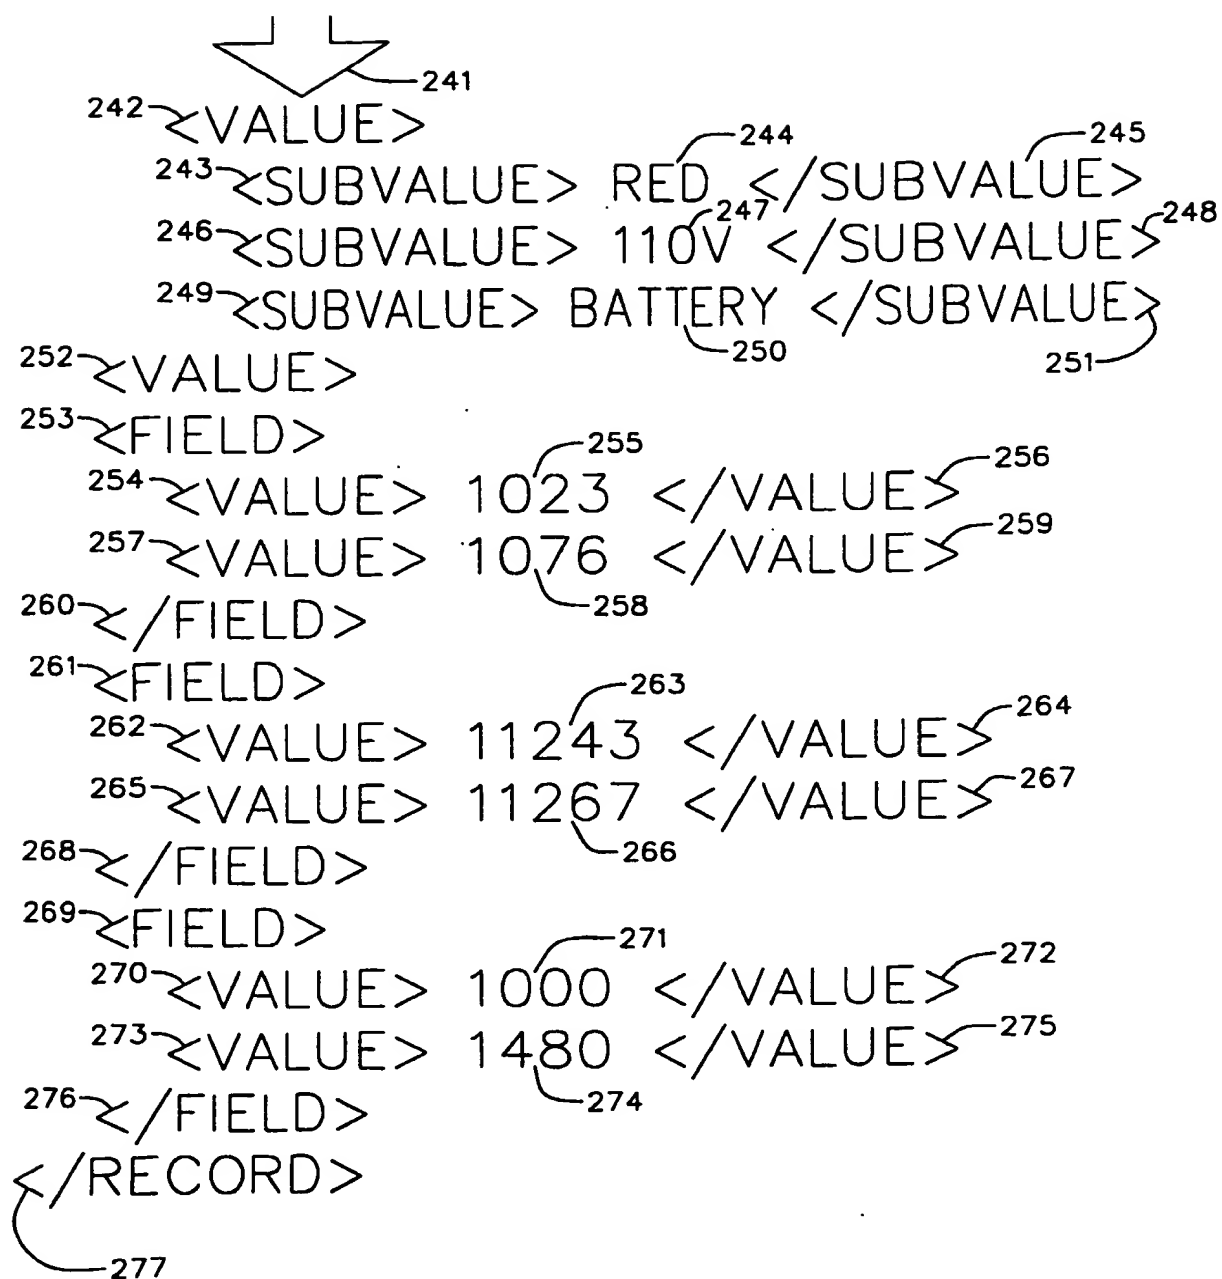 241
242 <VALUE>
243 <SUBVALUE> RED 244 </SUBVALUE> 245
246 <SUBVALUE> 110V 247 </SUBVALUE> 248
249 <SUBVALUE> BATTERY 250 </SUBVALUE> 251
252 <VALUE>
253 <FIELD>
254 <VALUE> 1023 255 </VALUE> 256
257 <VALUE> 1076 258 </VALUE> 259
260 </FIELD>
261 <FIELD>
262 <VALUE> 11243 263 </VALUE> 264
265 <VALUE> 11267 266 </VALUE> 267
268 </FIELD>
269 <FIELD>
270 <VALUE> 1000 271 </VALUE> 272
273 <VALUE> 1480 274 </VALUE> 275
276 </FIELD>
</RECORD>
277